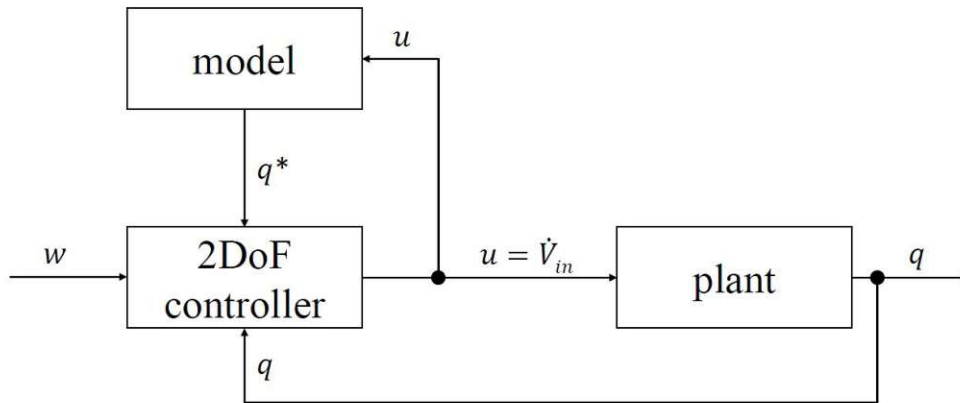 u
model
q*
w
2DoF
controller
u = V̇in
plant
q
q